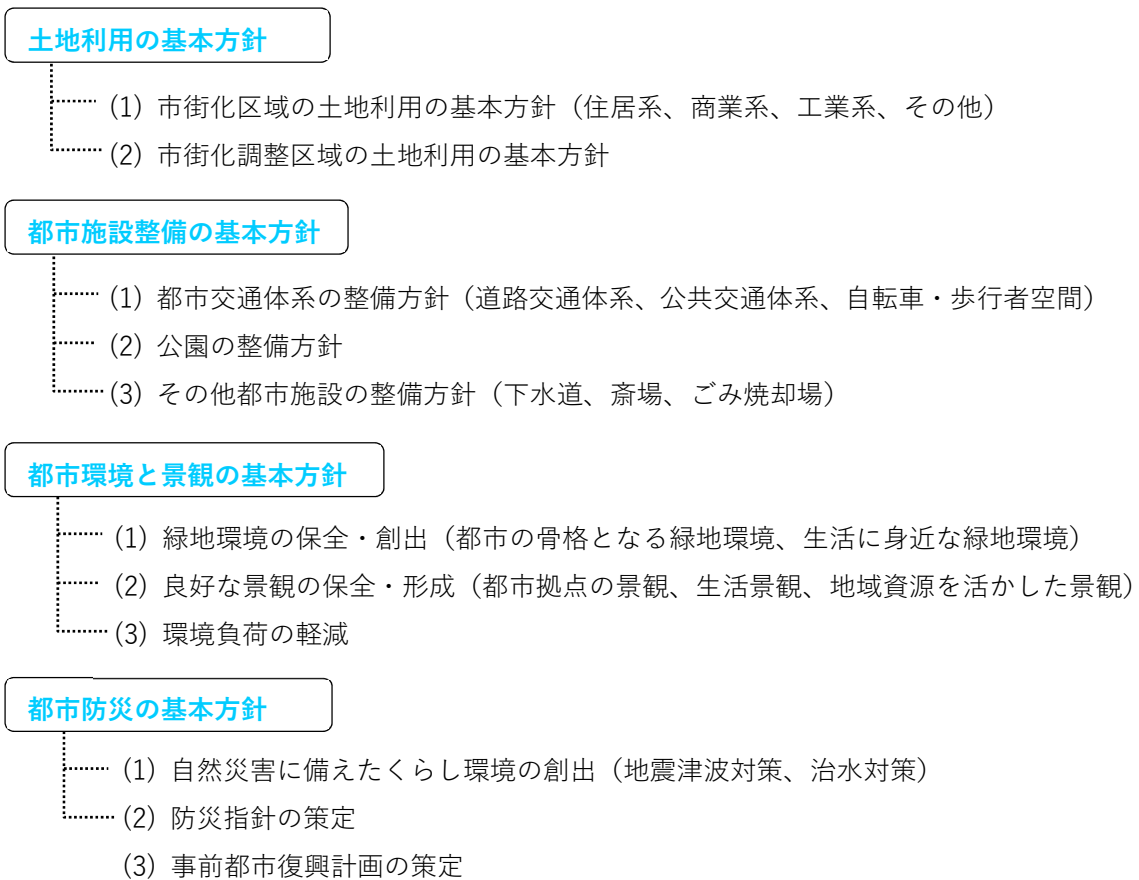 土地利用の基本方針
(1) 市街化区域の土地利用の基本方針（住居系、商業系、工業系、その他）
(2) 市街化調整区域の土地利用の基本方針
都市施設整備の基本方針
(1) 都市交通体系の整備方針（道路交通体系、公共交通体系、自転車・歩行者空間）
(2) 公園の整備方針
(3) その他都市施設の整備方針（下水道、斎場、ごみ焼却場）
都市環境と景観の基本方針
(1) 緑地環境の保全・創出（都市の骨格となる緑地環境、生活に身近な緑地環境）
(2) 良好な景観の保全・形成（都市拠点の景観、生活景観、地域資源を活かした景観）
(3) 環境負荷の軽減
都市防災の基本方針
(1) 自然災害に備えたくらし環境の創出（地震津波対策、治水対策）
(2) 防災指針の策定
(3) 事前都市復興計画の策定